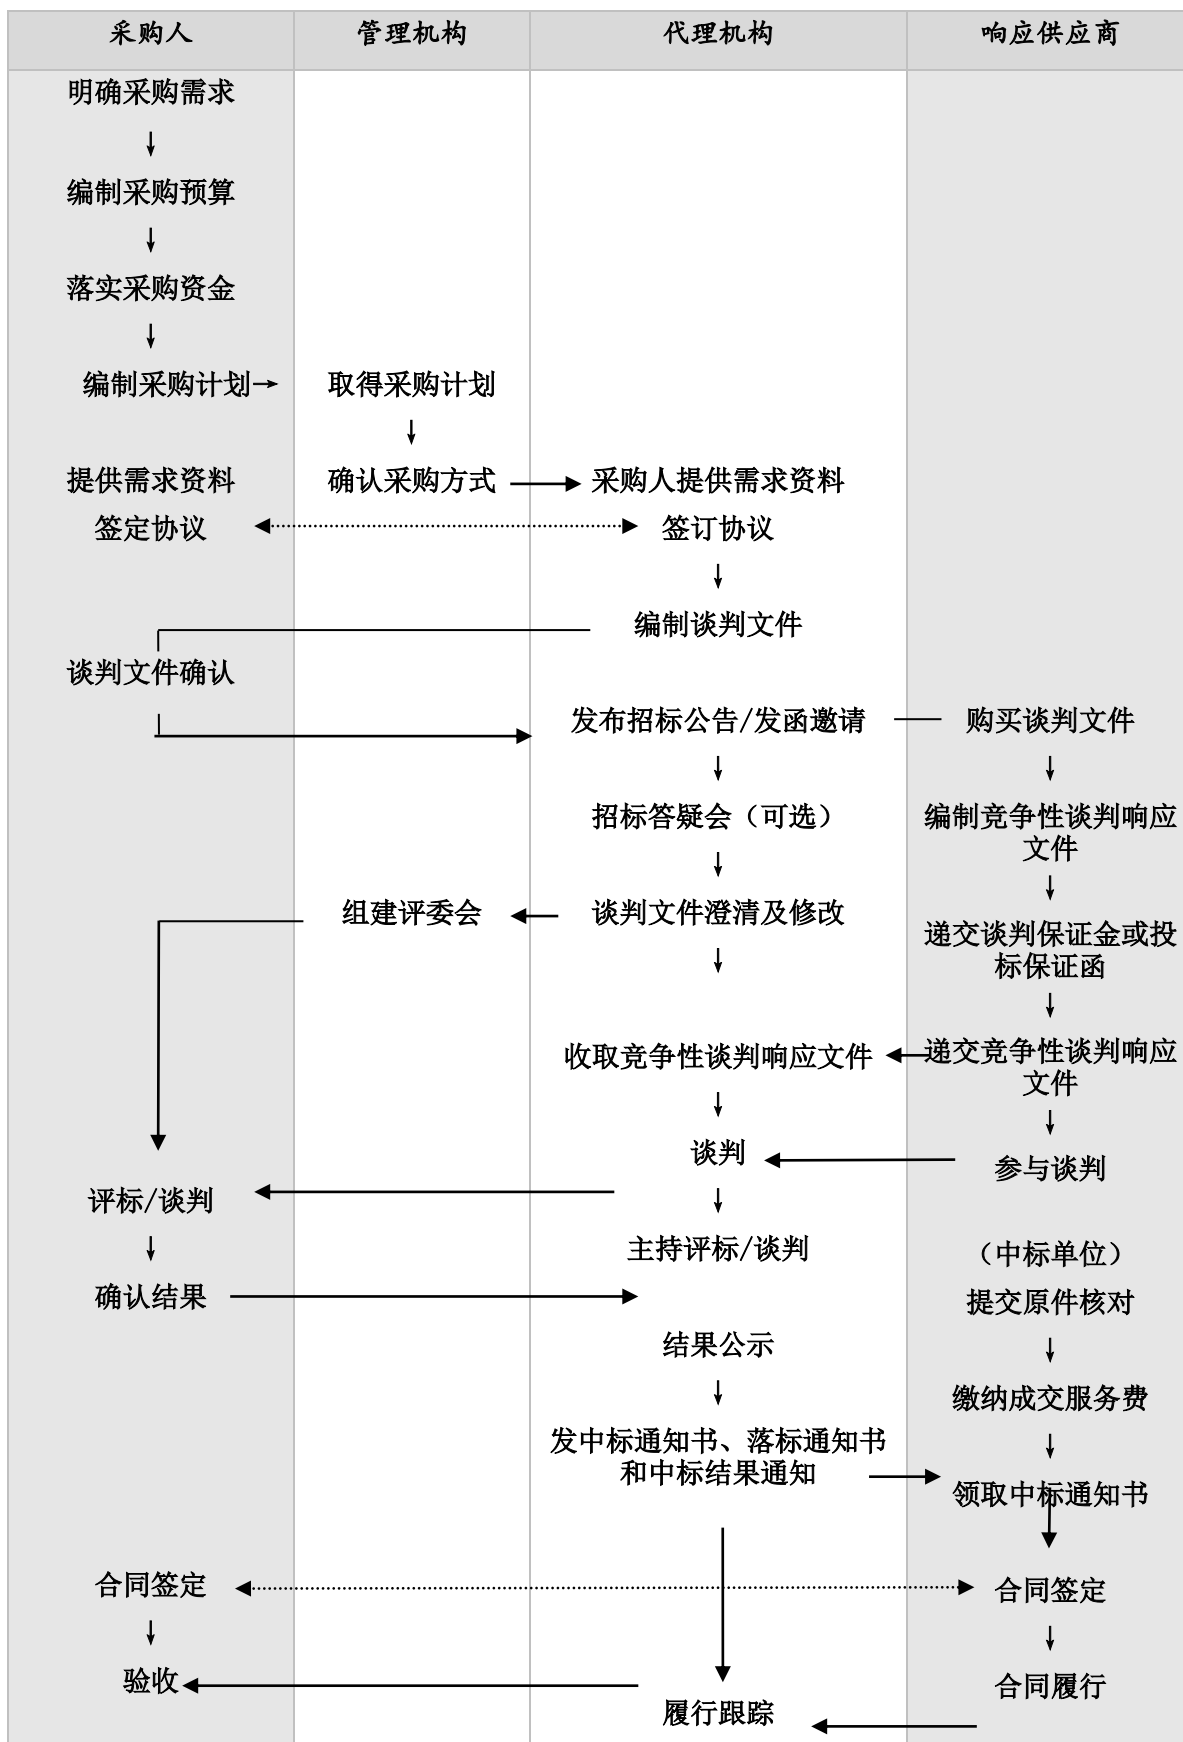 采购人 管理机构 代理机构 响应供应商
明确采购需求
↓
编制采购预算
↓
落实采购资金
↓
编制采购计划→ 取得采购计划
↓
提供需求资料 确认采购方式 采购人提供需求资料
签定协议 签订协议
↓
编制谈判文件
谈判文件确认
发布招标公告/发函邀请 购买谈判文件
↓ ↓
招标答疑会（可选） 编制竞争性谈判响应
文件
↓ ↓
组建评委会 谈判文件澄清及修改 递交谈判保证金或投
标保证函
↓ ↓
收取竞争性谈判响应文件 递交竞争性谈判响应
文件
↓ ↓
谈判 参与谈判
评标/谈判 ↓
↓ 主持评标/谈判 （中标单位）
确认结果 提交原件核对
结果公示 ↓
↓ 缴纳成交服务费
发中标通知书、落标通知书 ↓
和中标结果通知 领取中标通知书
合同签定 合同签定
↓ ↓
验收 合同履行
履行跟踪